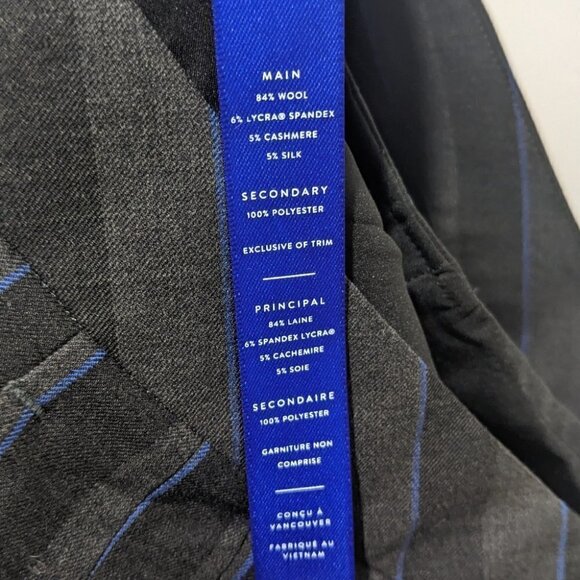 MAIN
84% WOOL
6% LYCRA® SPANDEX
5% CASHMERE
5% SILK
SECONDARY
100% POLYESTER
EXCLUSIVE OF TRIM
PRINCIPAL
84% LAINE
6% SPANDEX LYCRA®
5% CACHEMIRE
5% SOIE
SECONDAIRE
100% POLYESTER
GARNITURE NON
COMPRISE
CONÇU À
VANCOUVER
FABRIQUÉ AU
VIETNAM